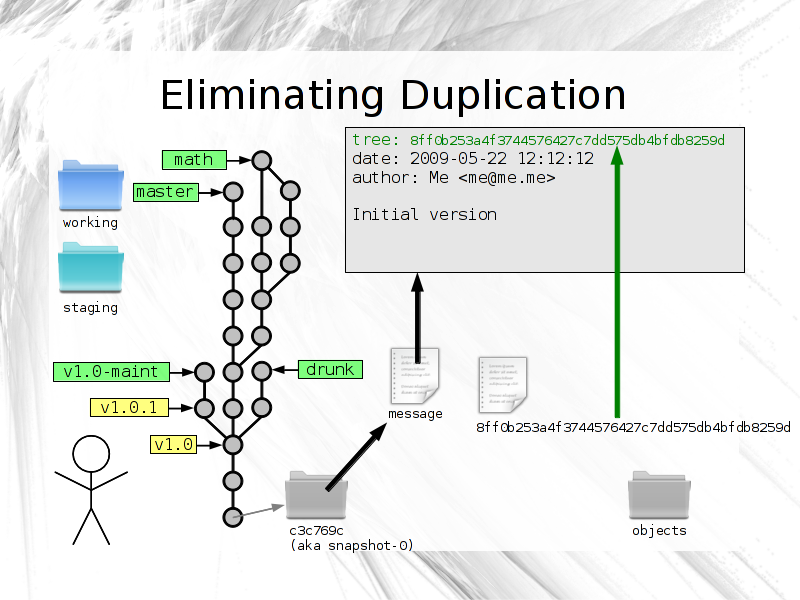 Eliminating Duplication
tree: 8ff0b253a4f3744576427c7dd575db4bfdb8259d
date: 2009-05-22 12:12:12
author: Me <me@me.me>
Initial version
math
master
working
staging
v1.0-maint
drunk
v1.0.1
message
8ff0b253a4f3744576427c7dd575db4bfdb8259d
v1.0
c3c769c
(aka snapshot-0)
objects